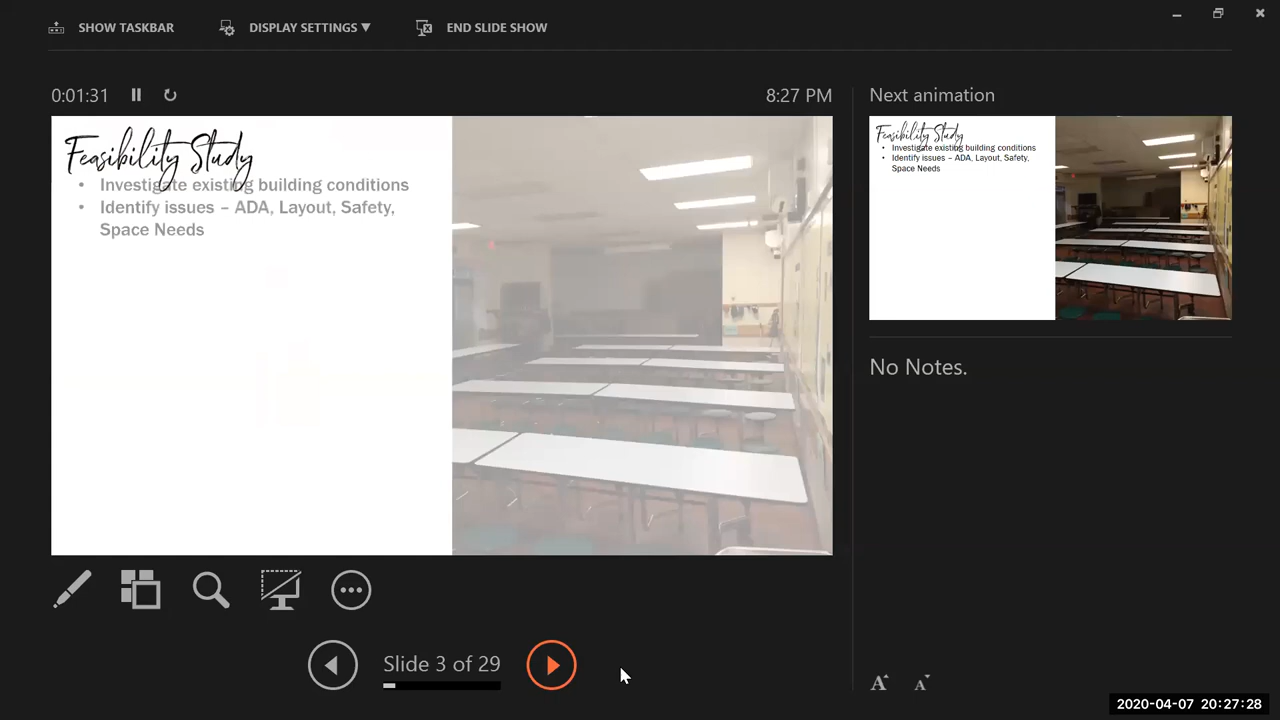 SHOW TASKBAR
DISPLAY SETTINGS ▼
END SLIDE SHOW
0:01:31
8:27 PM
Next animation
Feasibility Study
• Investigate existing building conditions
• Identify issues – ADA, Layout, Safety,
Space Needs
Feasibility Study
• Investigate existing building conditions
• Identify issues – ADA, Layout, Safety,
Space Needs
No Notes.
Slide 3 of 29
A A
2020-04-07 20:27:28